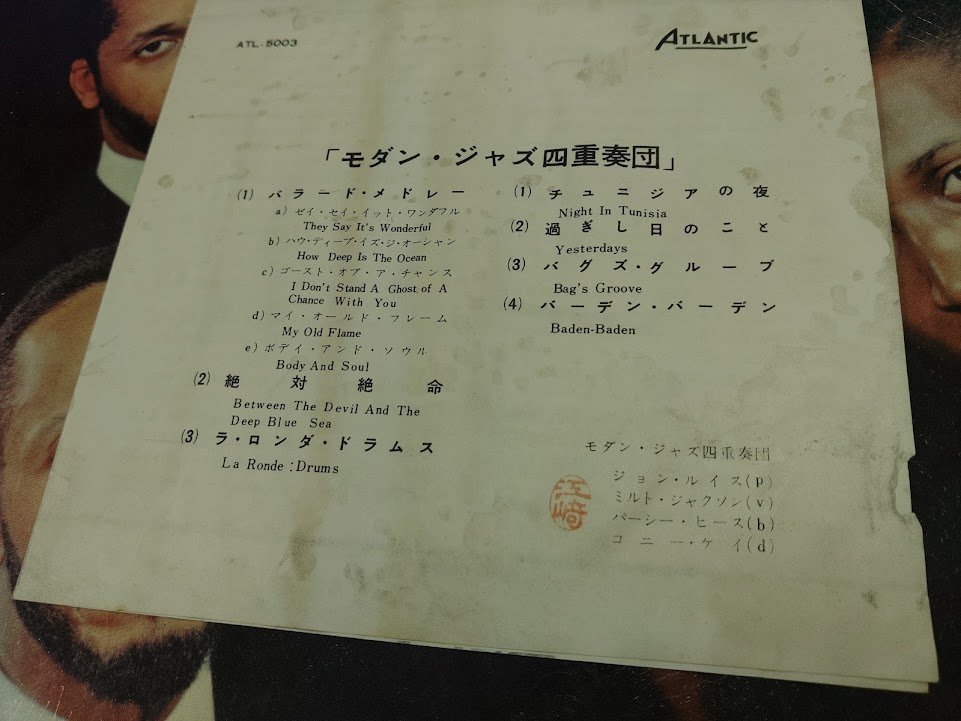 ATL-5003
ATLANTIC
「モダン・ジャズ四重奏団」
(1) バラード・メドレー
a) ゼイ・セイ・イット・ワンダフル
They Say It's Wonderful
b) ハウ・ディープ・イズ・ジ・オーシャン
How Deep Is The Ocean
c) ゴースト・オブ・ア・チャンス
I Don't Stand A Ghost of A
Chance With You
d) マイ・オールド・フレーム
My Old Flame
e) ボデイ・アンド・ソウル
Body And Soul
(2) 絶対絶命
Between The Devil And The
Deep Blue Sea
(3) ラ・ロンダ・ドラムス
La Ronde : Drums
(1) チュニジアの夜
Night In Tunisia
(2) 過ぎし日のこと
Yesterdays
(3) バグズ・グルーブ
Bag's Groove
(4) バーデン・バーデン
Baden-Baden
モダン・ジャズ四重奏団
ジョン・ルイス(p)
ミルト・ジャクソン(v)
パーシー・ヒース(b)
コニー・ケイ(d)
江崎